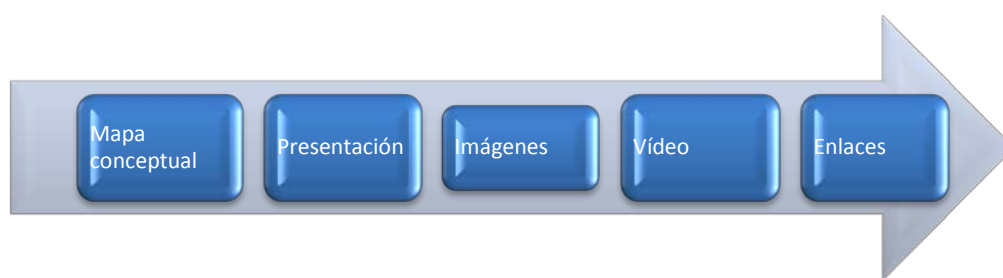 Mapa
conceptual
Presentación
Imágenes
Vídeo
Enlaces